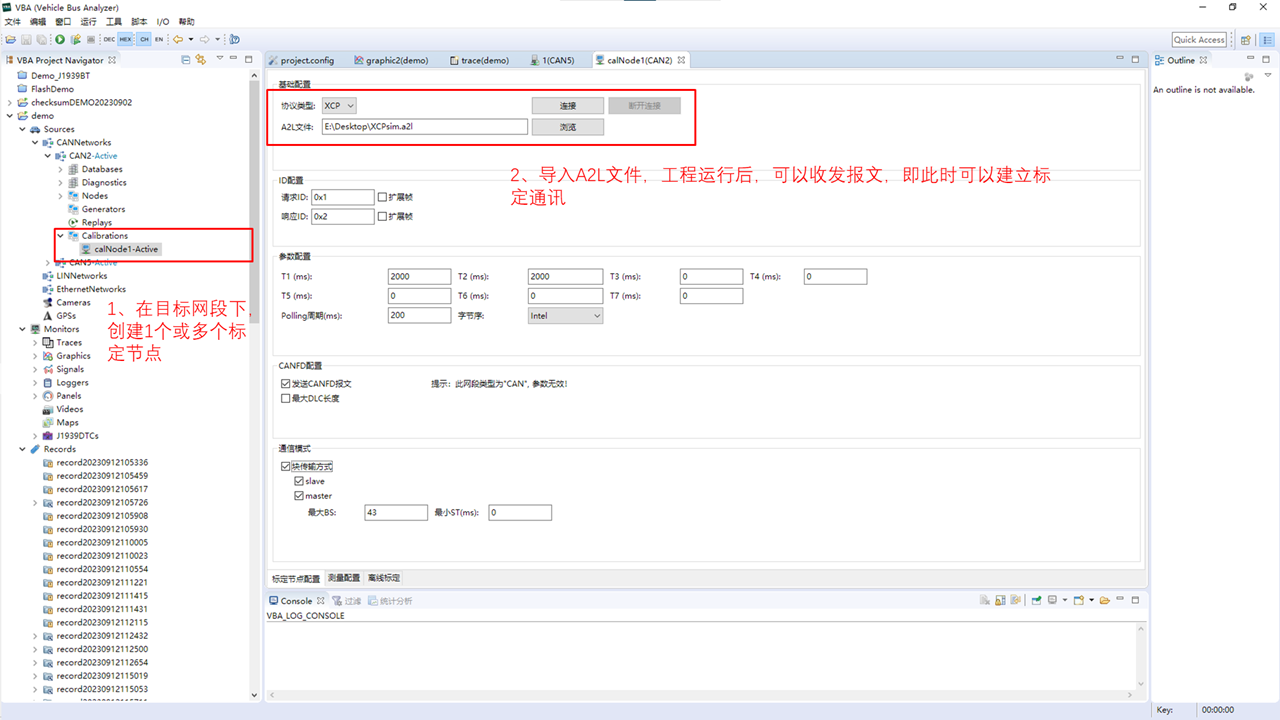 VBA (Vehicle Bus Analyzer)
文件 编辑 窗口 运行 工具 脚本 I/O 帮助
DEC HEX CH EN
Quick Access
VBA Project Navigator
Demo_J1939BT
FlashDemo
checksumDEMO20230902
demo
Sources
CANNetworks
CAN2-Active
Databases
Diagnostics
Nodes
Generators
Replays
Calibrations
calNode1-Active
CAN5-Active
LINNetworks
EthernetNetworks
Cameras
GPSs
Monitors
Traces
Graphics
Signals
Loggers
Panels
Videos
Maps
J1939DTCs
Records
record20230912105336
record20230912105459
record20230912105617
record20230912105726
record20230912105908
record20230912105930
record20230912110005
record20230912110023
record20230912110554
record20230912111221
record20230912111415
record20230912111431
record20230912112115
record20230912112432
record20230912112500
record20230912112654
record20230912115019
record20230912115053
1、在目标网段下，
创建1个或多个标
定节点
project.config graphic2(demo) trace(demo) 1(CAN5) calNode1(CAN2)
基础配置
协议类型: XCP 连接 断开连接
A2L文件: E:\Desktop\XCPsim.a2l 浏览
2、导入A2L文件，工程运行后，可以收发报文，即此时可以建立标
定通讯
ID配置
请求ID: 0x1 扩展帧
响应ID: 0x2 扩展帧
参数配置
T1 (ms): 2000 T2 (ms): 2000 T3 (ms): 0 T4 (ms): 0
T5 (ms): 0 T6 (ms): 0 T7 (ms): 0
Polling周期(ms): 200 字节序: Intel
CANFD配置
发送CANFD报文 提示：此网段类型为"CAN", 参数无效!
最大DLC长度
通信模式
块传输方式
slave
master
最大BS: 43 最小ST(ms): 0
标定节点配置 测量配置 离线标定
Console 过滤 统计分析
VBA_LOG_CONSOLE
Outline
An outline is not available.
Key: 00:00:00